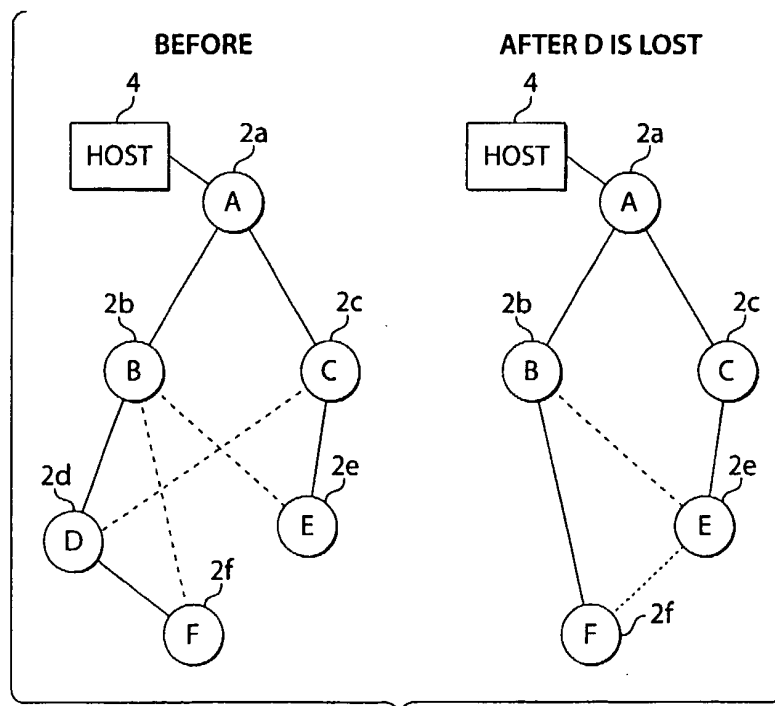 BEFORE
4
HOST
2a
A
2b
B
2c
C
2d
D
2e
E
2f
F
AFTER D IS LOST
4
HOST
2a
A
2b
B
2c
C
2e
E
F
2f